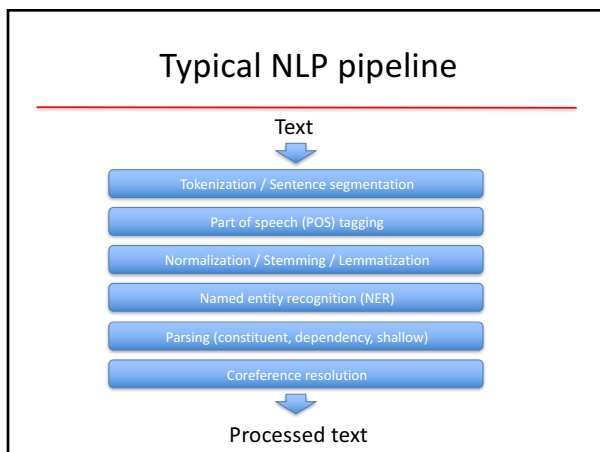 Typical NLP pipeline
Text
Tokenization / Sentence segmentation
Part of speech (POS) tagging
Normalization / Stemming / Lemmatization
Named entity recognition (NER)
Parsing (constituent, dependency, shallow)
Coreference resolution
Processed text